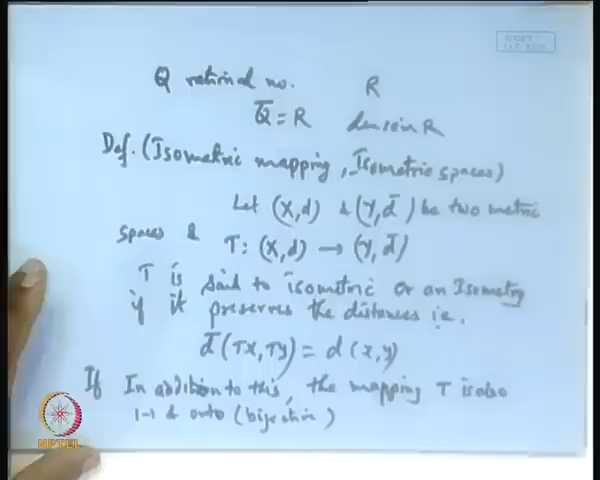 Q rational no. R
Q̅ = R dense in R
Def. (Isometric mapping, Isometric spaces)
Let (X,d) & (Y,d̅) be two metric
spaces & T: (X,d) → (Y,d̅)
T is said to isometric or an Isometry
if it preserves the distances i.e.
d̅(Tx,Ty) = d(x,y)
If In addition to this, the mapping T is also
1-1 & onto (bijective)
NPTEL